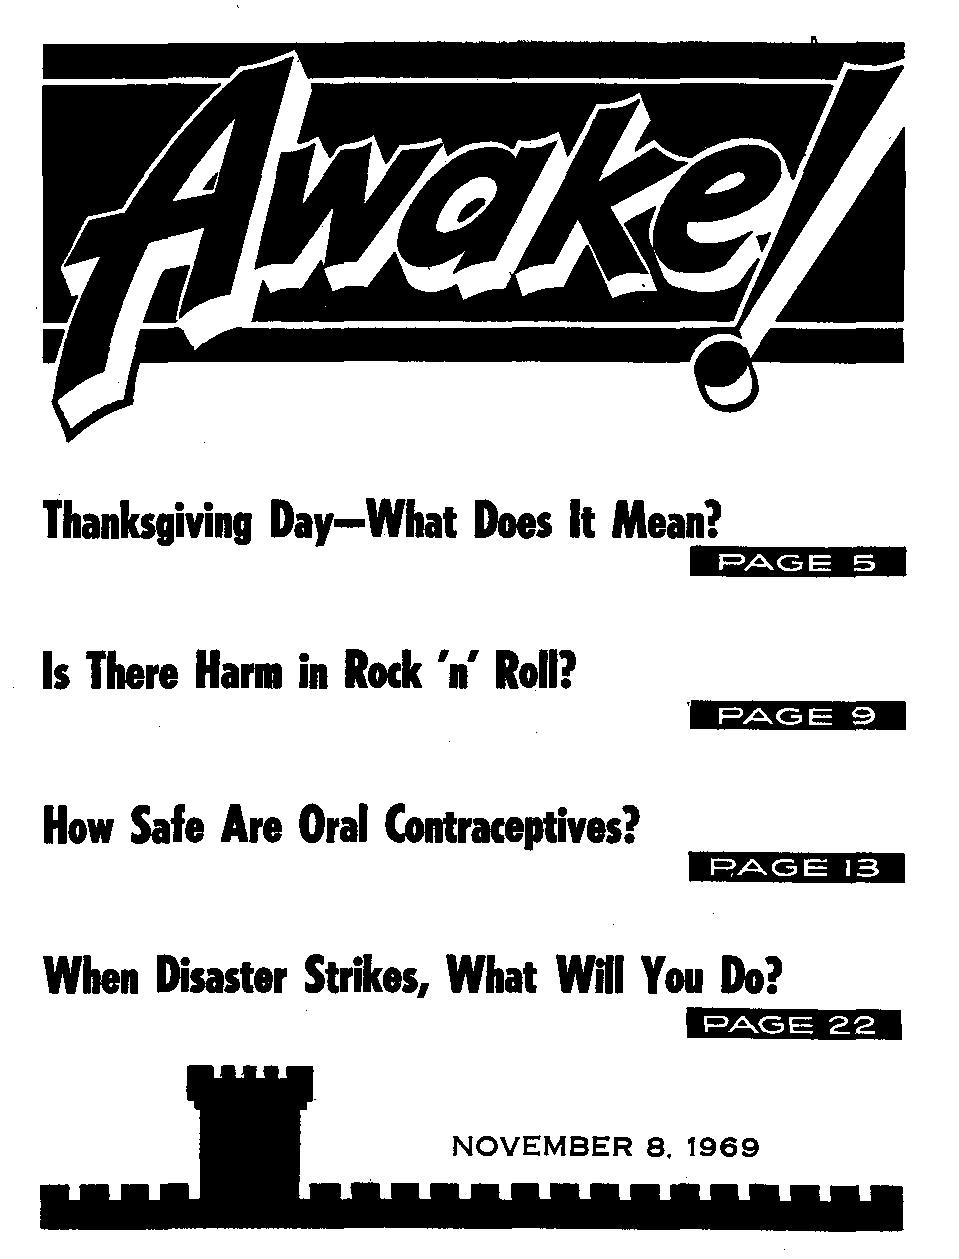 Awake!
Thanksgiving Day—What Does It Mean?
PAGE 5
Is There Harm in Rock 'n' Roll?
PAGE 9
How Safe Are Oral Contraceptives?
PAGE 13
When Disaster Strikes, What Will You Do?
PAGE 22
NOVEMBER 8, 1969